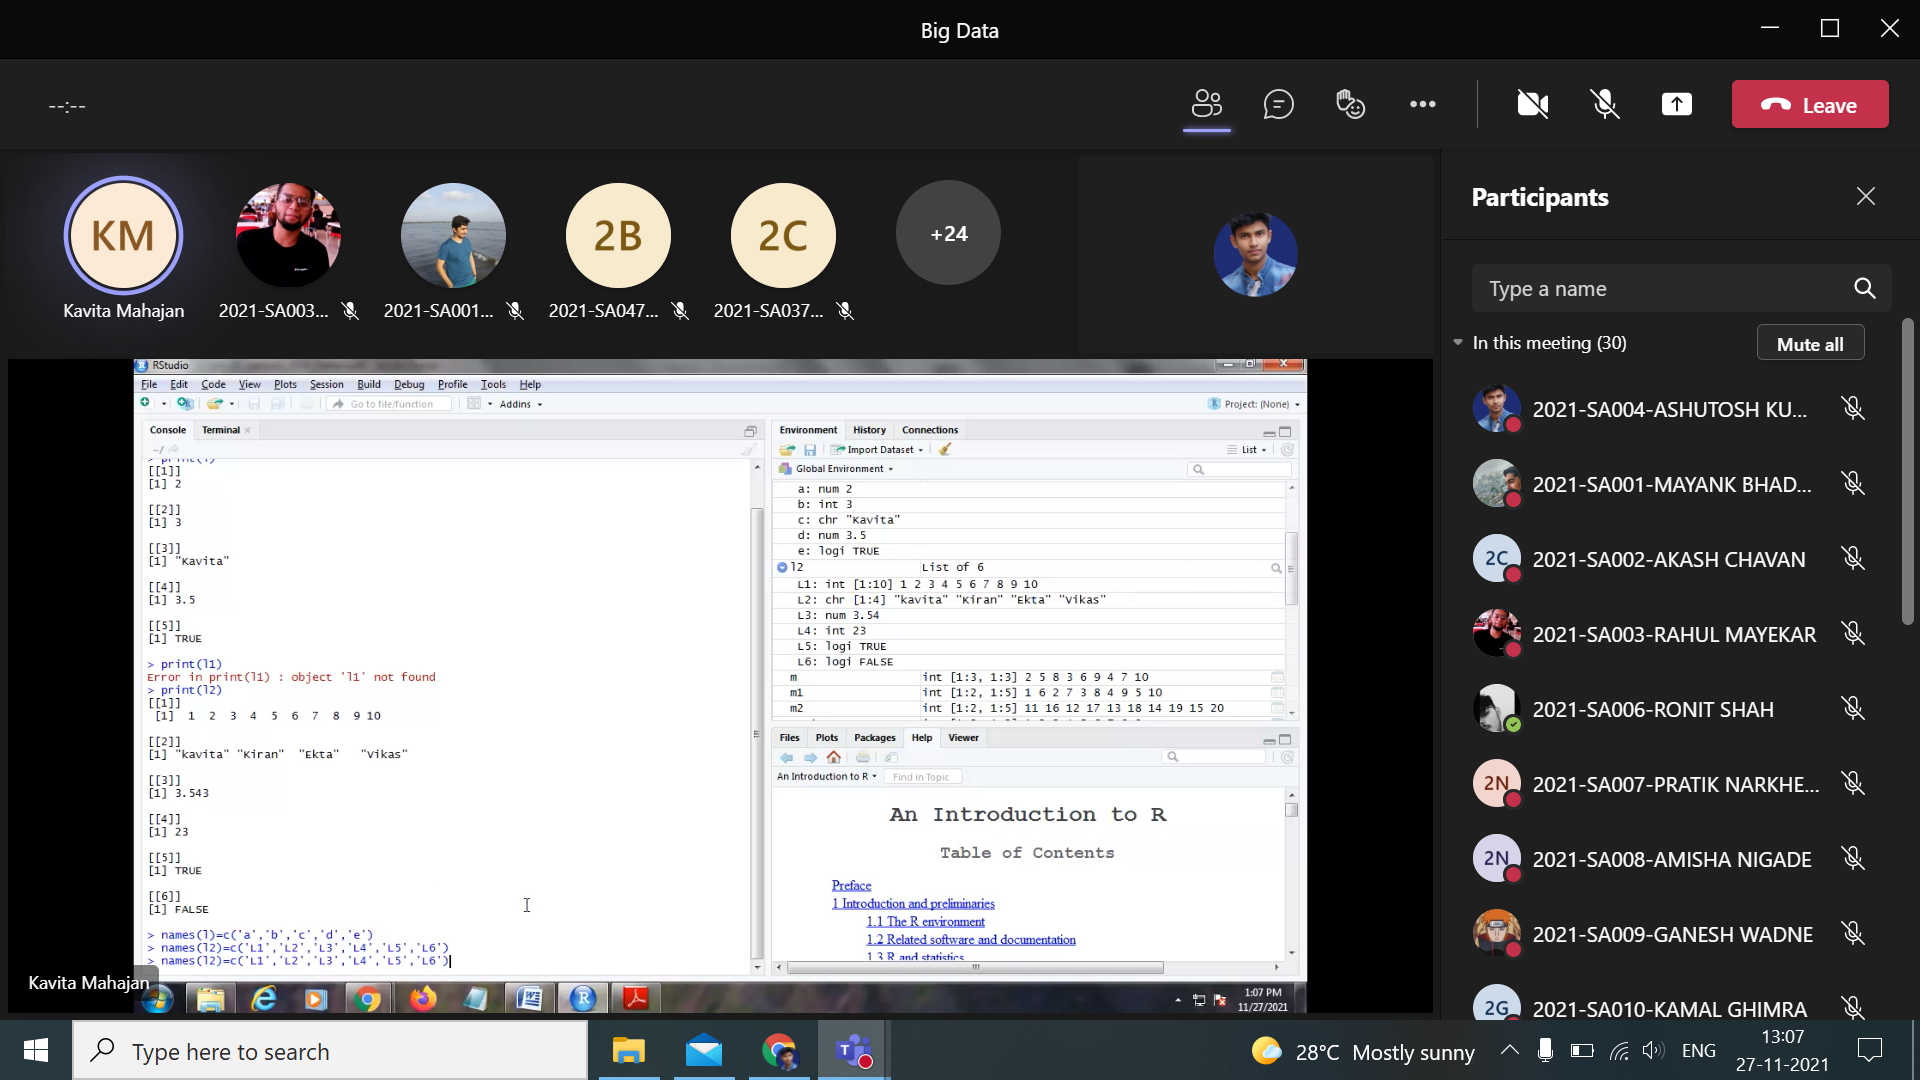 Big Data
--:--
Leave
KM
2B
2C
+24
Kavita Mahajan
2021-SA003...
2021-SA001...
2021-SA047...
2021-SA037...
Participants
Type a name
In this meeting (30)
Mute all
2021-SA004-ASHUTOSH KU...
2021-SA001-MAYANK BHAD...
2C
2021-SA002-AKASH CHAVAN
2021-SA003-RAHUL MAYEKAR
2021-SA006-RONIT SHAH
2N
2021-SA007-PRATIK NARKHE...
2N
2021-SA008-AMISHA NIGADE
2021-SA009-GANESH WADNE
2G
2021-SA010-KAMAL GHIMRA
RStudio
File Edit Code View Plots Session Build Debug Profile Tools Help
Go to file/function
Addins
Project: (None)
Console Terminal
~/
[[1]]
[1] 2
[[2]]
[1] 3
[[3]]
[1] "Kavita"
[[4]]
[1] 3.5
[[5]]
[1] TRUE
> print(l1)
Error in print(l1) : object 'l1' not found
> print(l2)
[[1]]
[1] 1 2 3 4 5 6 7 8 9 10
[[2]]
[1] "kavita" "Kiran" "Ekta" "Vikas"
[[3]]
[1] 3.543
[[4]]
[1] 23
[[5]]
[1] TRUE
[[6]]
[1] FALSE
> names(l)=c('a','b','c','d','e')
> names(l2)=c('L1','L2','L3','L4','L5','L6')
> names(l2)=c('L1','L2','L3','L4','L5','L6')
Environment History Connections
Import Dataset
List
Global Environment
a: num 2
b: int 3
c: chr "Kavita"
d: num 3.5
e: logi TRUE
l2 List of 6
L1: int [1:10] 1 2 3 4 5 6 7 8 9 10
L2: chr [1:4] "kavita" "Kiran" "Ekta" "Vikas"
L3: num 3.54
L4: int 23
L5: logi TRUE
L6: logi FALSE
m int [1:3, 1:3] 2 5 8 3 6 9 4 7 10
m1 int [1:2, 1:5] 1 6 2 7 3 8 4 9 5 10
m2 int [1:2, 1:5] 11 16 12 17 13 18 14 19 15 20
Files Plots Packages Help Viewer
An Introduction to R
Find in Topic
An Introduction to R
Table of Contents
Preface
1 Introduction and preliminaries
1.1 The R environment
1.2 Related software and documentation
1.3 R and statistics
Kavita Mahajan
1:07 PM
11/27/2021
Type here to search
28°C Mostly sunny
ENG
13:07
27-11-2021